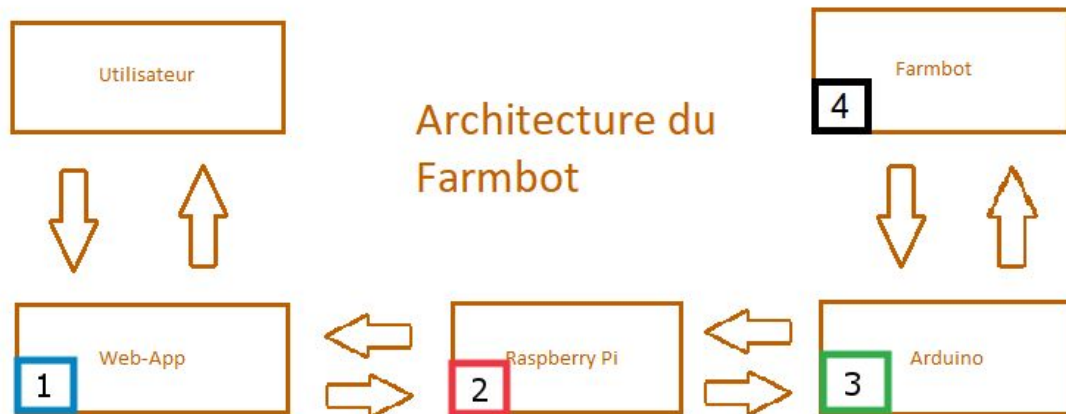 Utilisateur
Architecture du
Farmbot
Farmbot
4
Web-App
1
Raspberry Pi
2
Arduino
3